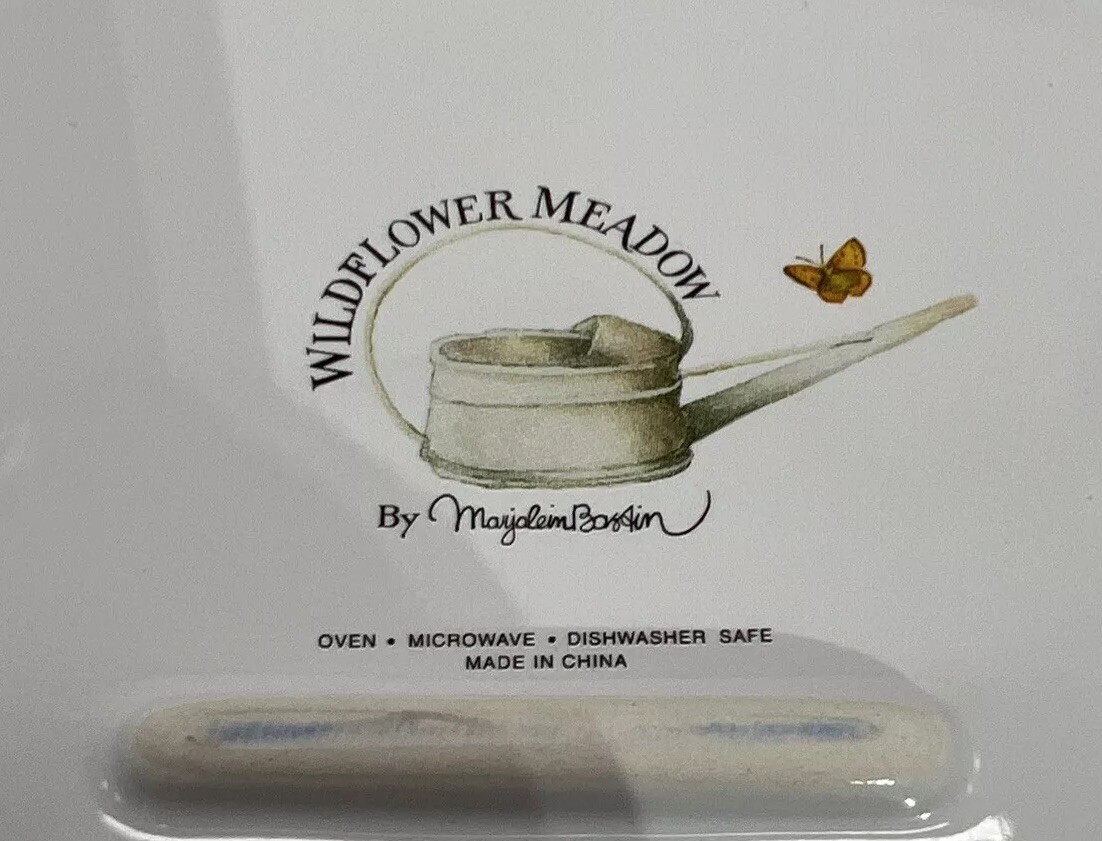 WILDFLOWER MEADOW
By Marjolein Bastin
OVEN • MICROWAVE • DISHWASHER SAFE
MADE IN CHINA